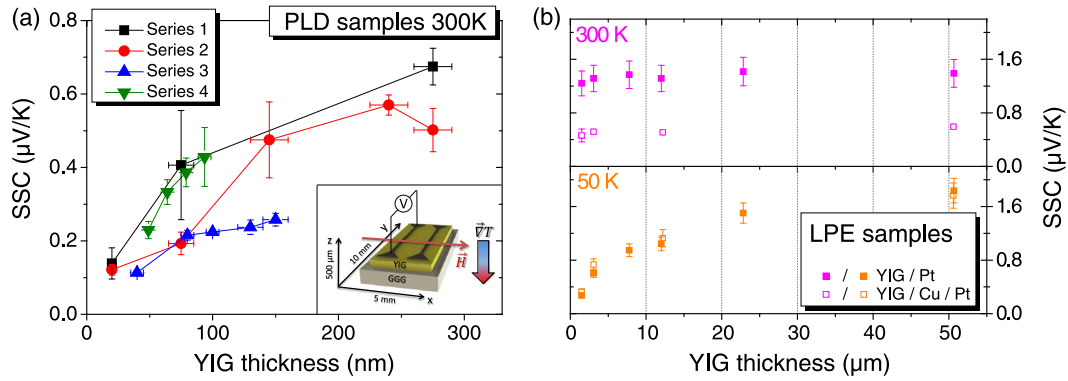 (a)
PLD samples 300K
Series 1
Series 2
Series 3
Series 4
0.8
0.6
0.4
0.2
0.0
SSC (µV/K)
0
100
200
300
YIG thickness (nm)
V
z
y
x
500 µm
10 mm
5 mm
YIG
GGG
H
∇T
(b)
300 K
1.6
0.8
0.0
50 K
1.6
0.8
0.0
SSC (µV/K)
LPE samples
/ YIG / Pt
/ YIG / Cu / Pt
0
10
20
30
40
50
YIG thickness (µm)